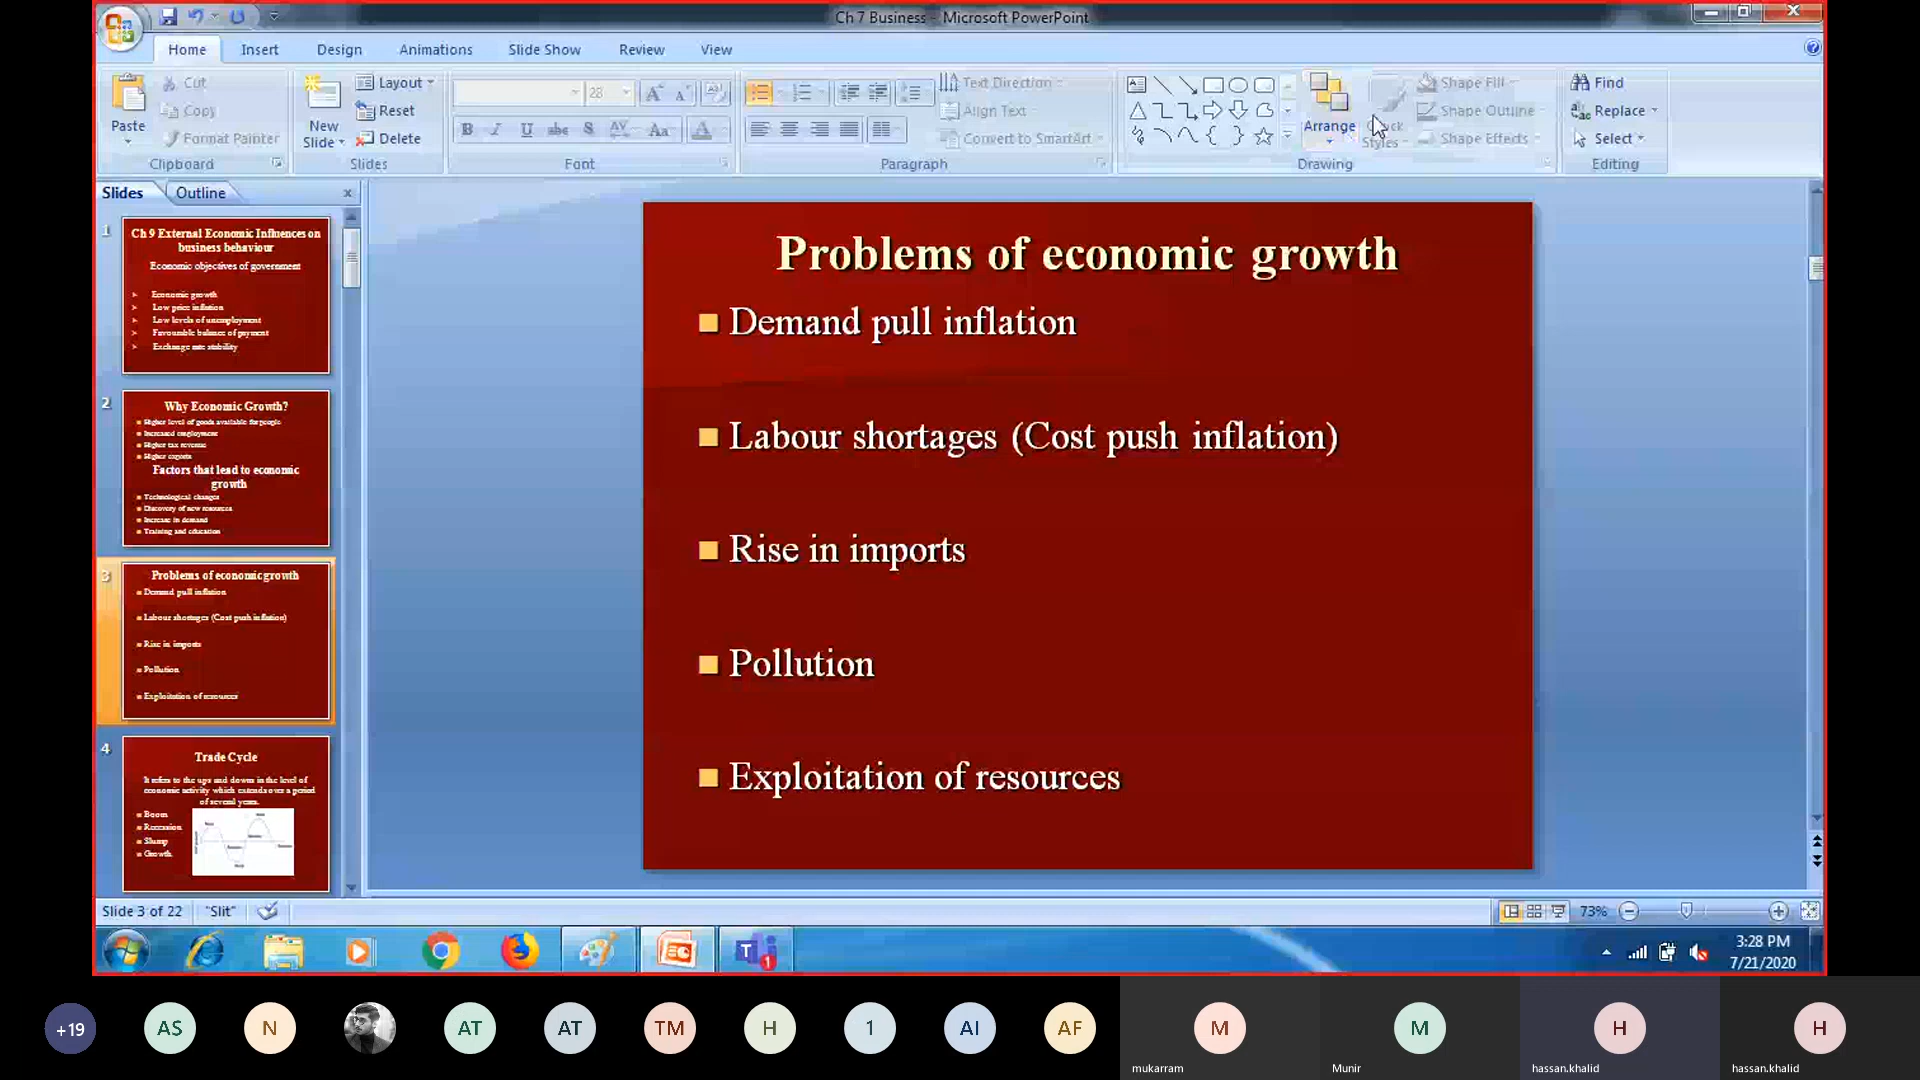 Ch 7 Business - Microsoft PowerPoint
Home Insert Design Animations Slide Show Review View
Paste
Cut
Copy
Format Painter
Clipboard
New Slide
Layout
Reset
Delete
Slides
28
B I U abc S AV Aa A
Font
Text Direction
Align Text
Convert to SmartArt
Paragraph
Arrange
Styles
Shape Fill
Shape Outline
Shape Effects
Drawing
Find
Replace
Select
Editing
Slides Outline
1
Ch 9 External Economic Influences on
business behaviour
Economic objectives of government
Economic growth
Low price inflation
Low levels of unemployment
Favourable balance of payment
Exchange rate stability
2
Why Economic Growth?
Higher level of goods available for people
Increased employment
Higher tax revenue
Higher exports
Factors that lead to economic
growth
Technological changes
Discovery of new resources
Increase in demand
Training and education
3
Problems of economic growth
Demand pull inflation
Labour shortages (Cost push inflation)
Rise in imports
Pollution
Exploitation of resources
4
Trade Cycle
It refers to the ups and downs in the level of
economic activity which extends over a period
of several years.
Boom
Recession
Slump
Growth
Problems of economic growth
Demand pull inflation
Labour shortages (Cost push inflation)
Rise in imports
Pollution
Exploitation of resources
Slide 3 of 22 "Slit"
73%
3:28 PM
7/21/2020
+19 AS N AT AT TM H 1 AI AF M M H H
mukarram Munir hassan.khalid hassan.khalid